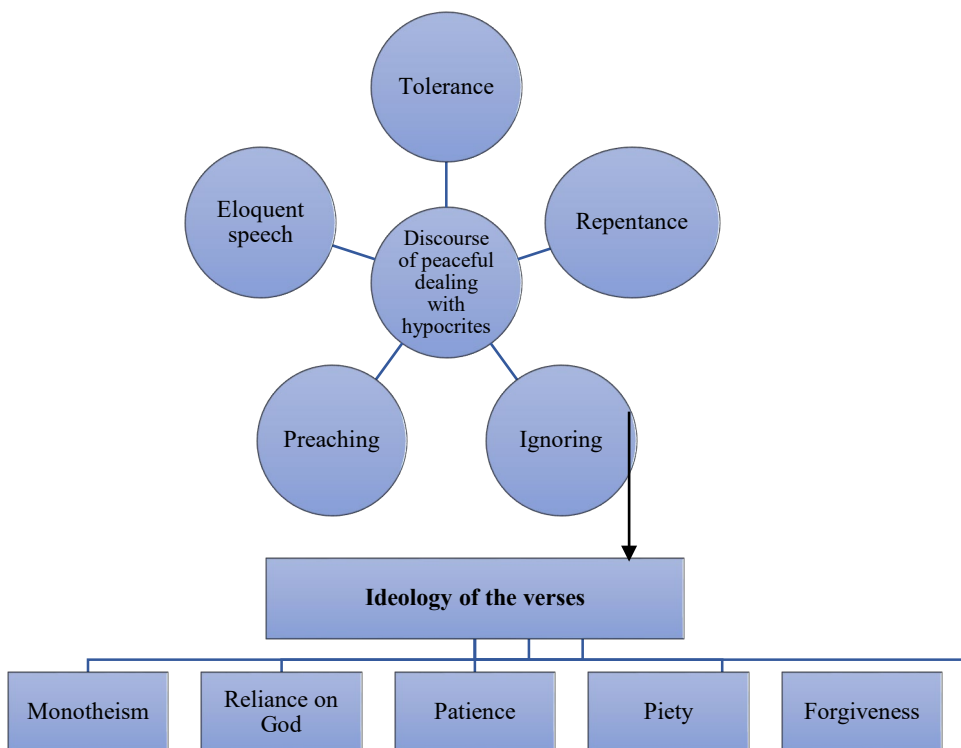 Tolerance
Eloquent
speech
Repentance
Discourse
of peaceful
dealing
with
hypocrites
Preaching
Ignoring
Ideology of the verses
Monotheism
Reliance on
God
Patience
Piety
Forgiveness